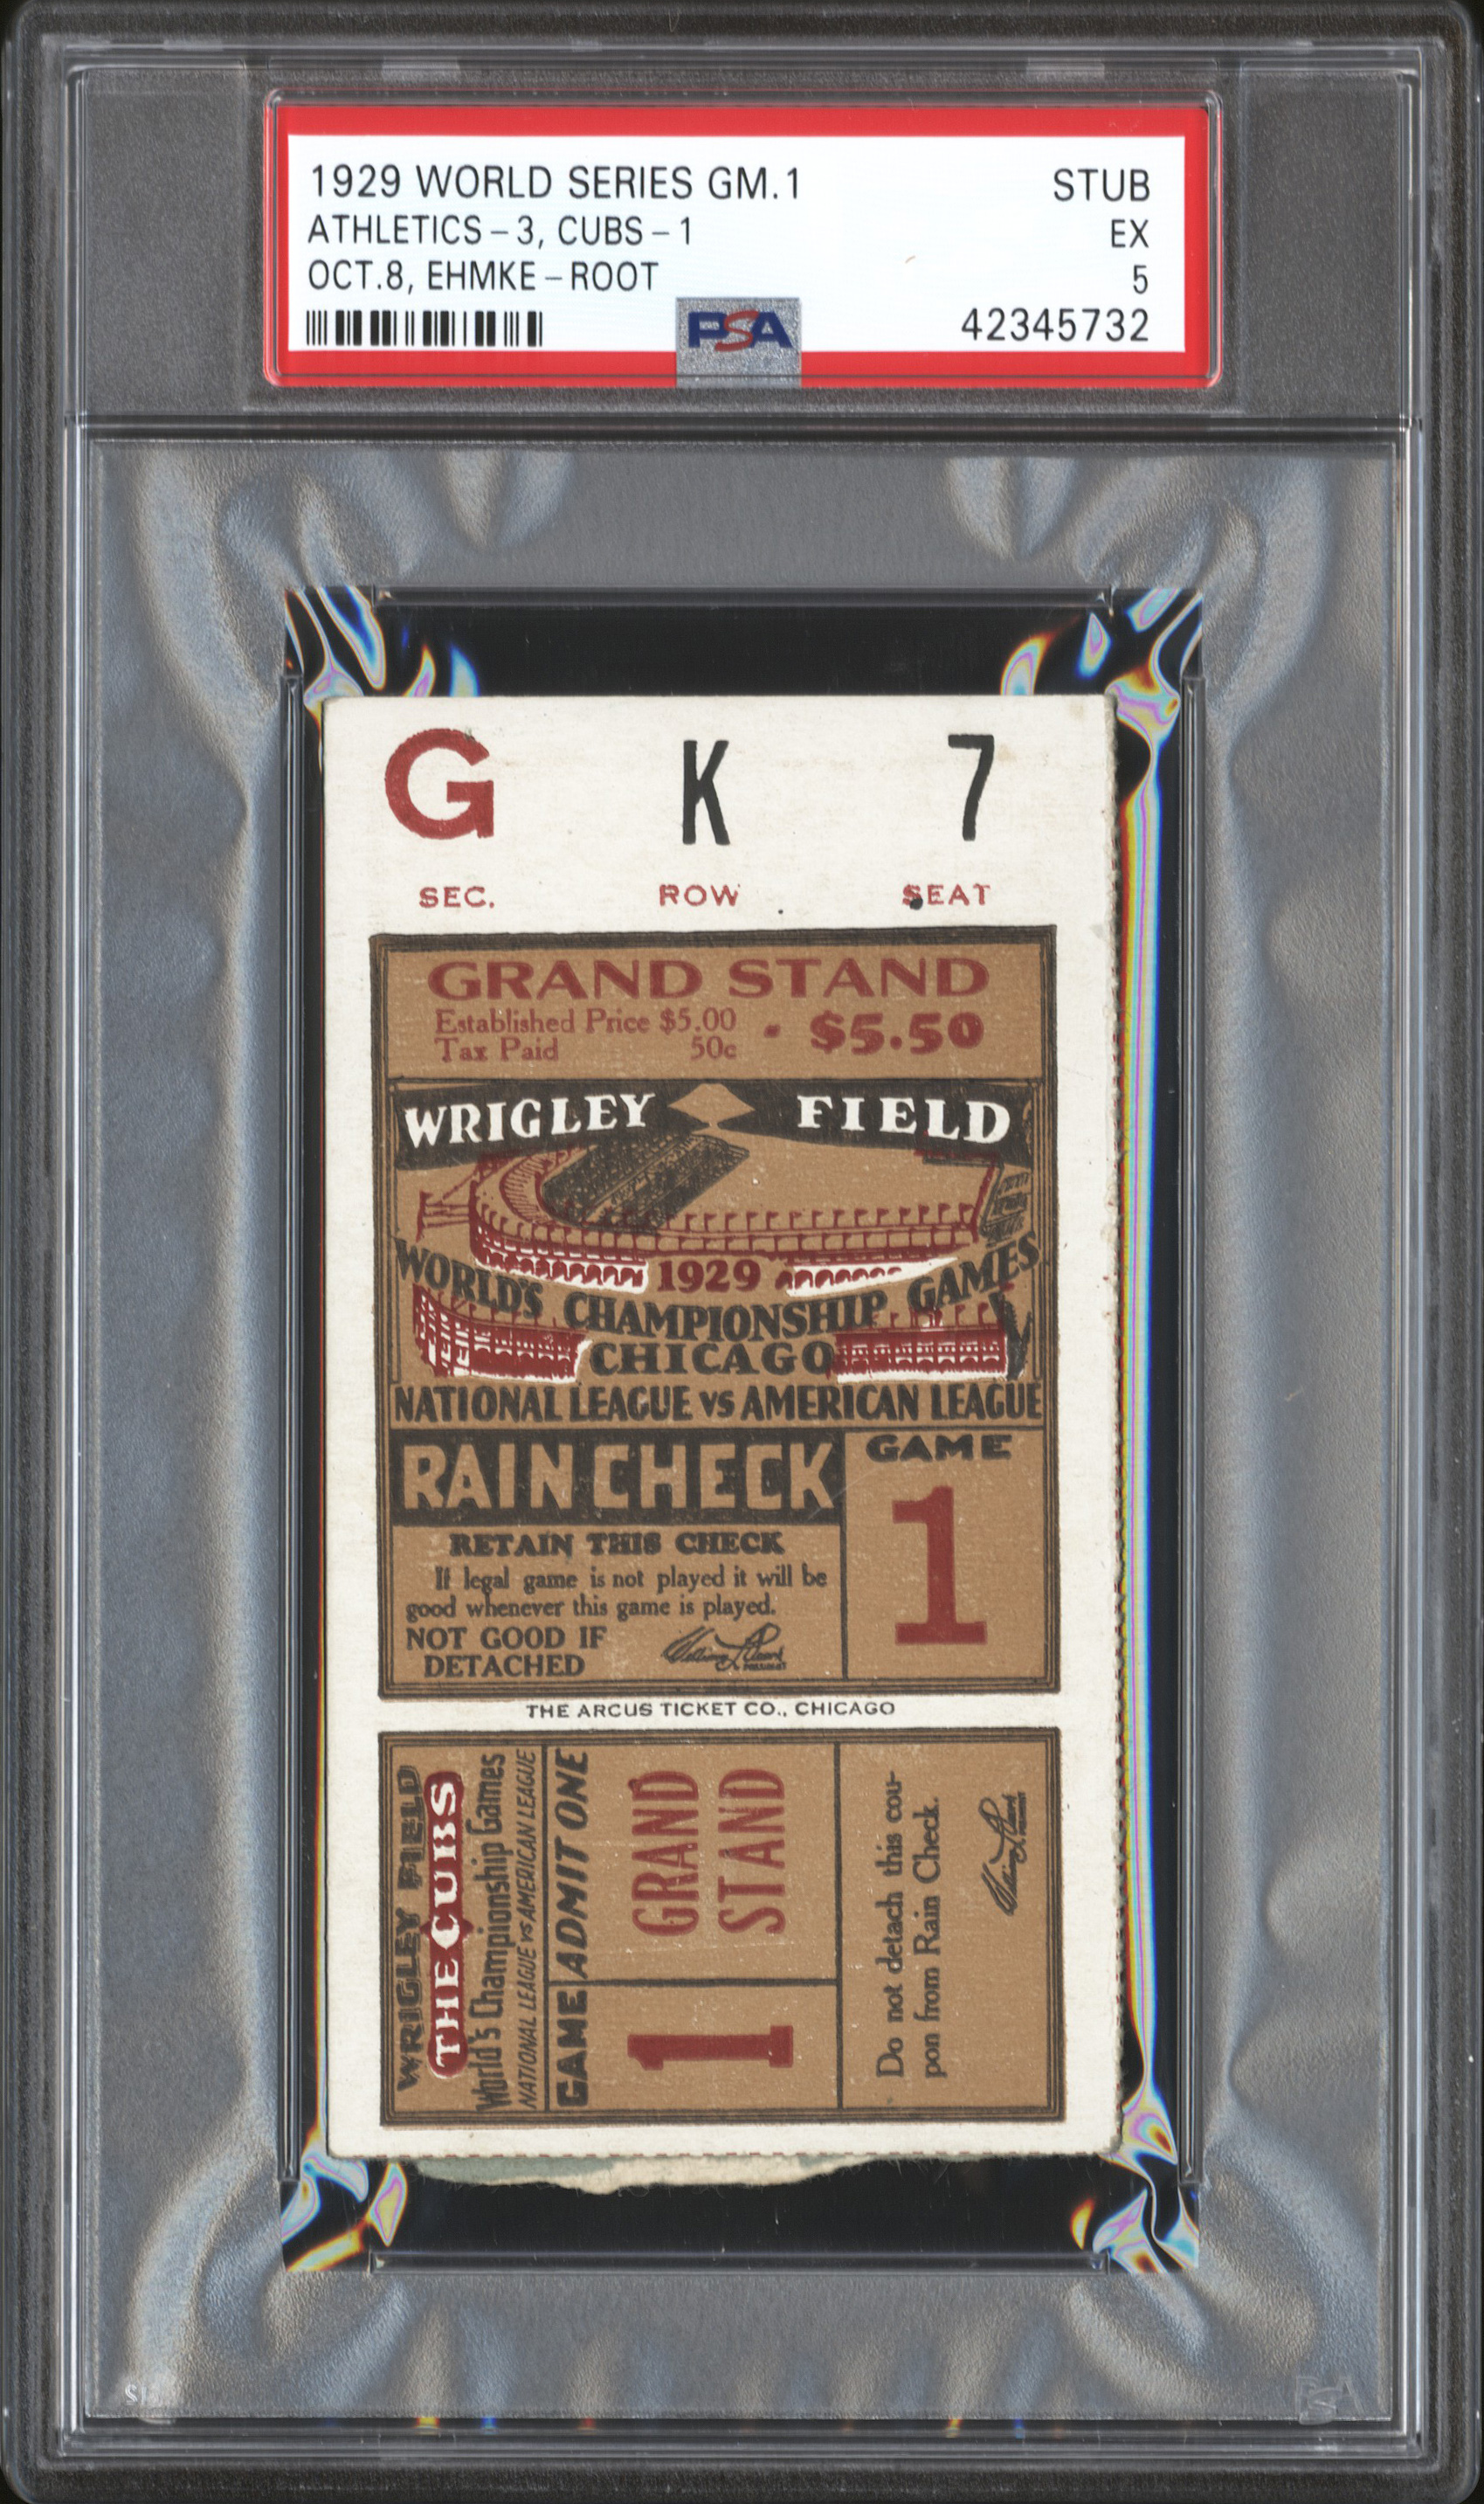 1929 WORLD SERIES GM.1 STUB
ATHLETICS - 3, CUBS - 1 EX
OCT.8, EHMKE - ROOT 5
PSA 42345732
G K 7
SEC. ROW SEAT
GRAND STAND
Established Price $5.00
Tax Paid 50c - $5.50
WRIGLEY FIELD
1929
WORLD'S CHAMPIONSHIP GAMES
CHICAGO
NATIONAL LEAGUE VS AMERICAN LEAGUE
RAIN CHECK
GAME
1
RETAIN THIS CHECK
If legal game is not played it will be
good whenever this game is played.
NOT GOOD IF
DETACHED
PRESIDENT
THE ARCUS TICKET CO., CHICAGO
WRIGLEY FIELD
THE CUBS
World's Championship Games
NATIONAL LEAGUE VS AMERICAN LEAGUE
GAME ADMIT ONE
1 GRAND
STAND
Do not detach this cou-
pon from Rain Check.
PSA